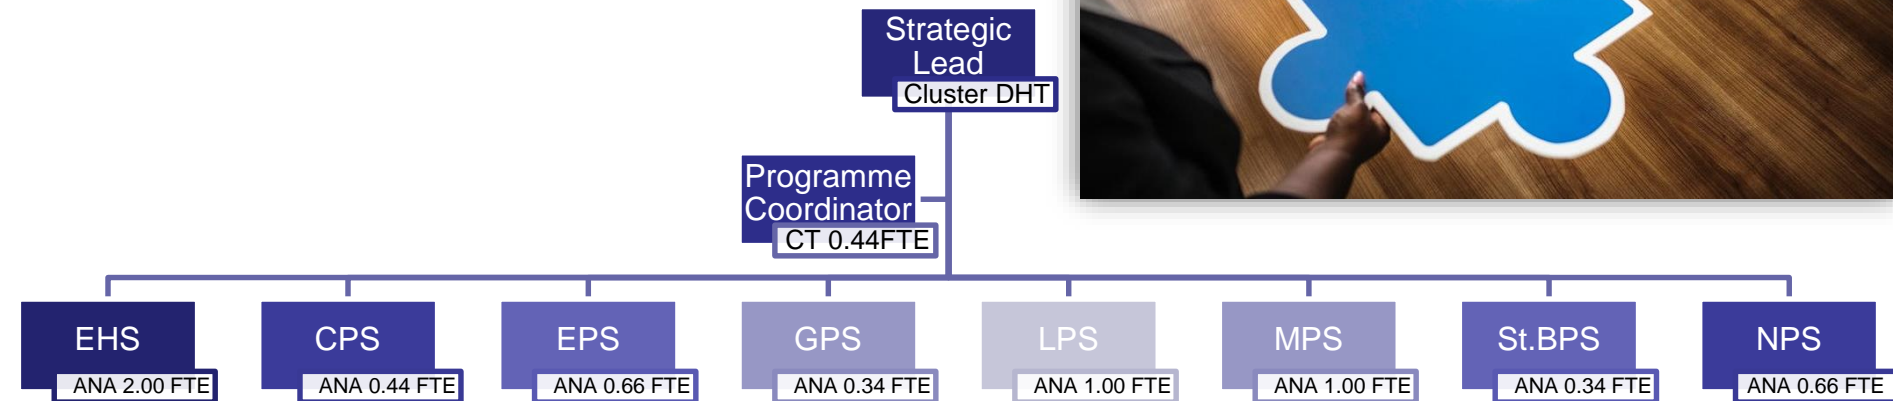 Strategic
Lead
Cluster DHT
Programme
Coordinator
CT 0.44FTE
EHS
ANA 2.00 FTE
CPS
ANA 0.44 FTE
EPS
ANA 0.66 FTE
GPS
ANA 0.34 FTE
LPS
ANA 1.00 FTE
MPS
ANA 1.00 FTE
St.BPS
ANA 0.34 FTE
NPS
ANA 0.66 FTE